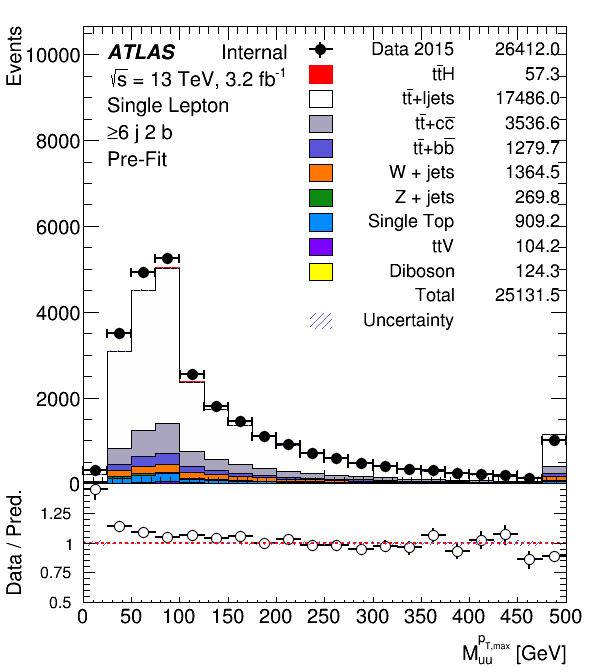 Events
10000
8000
6000
4000
2000
0
ATLAS Internal
√s = 13 TeV, 3.2 fb⁻¹
Single Lepton
≥6 j 2 b
Pre-Fit
Data 2015 26412.0
tt̄H 57.3
tt̄+ljets 17486.0
tt̄+cc̄ 3536.6
tt̄+bb̄ 1279.7
W + jets 1364.5
Z + jets 269.8
Single Top 909.2
ttV 104.2
Diboson 124.3
Total 25131.5
Uncertainty
Data / Pred.
1.25
1
0.75
0.5
0 50 100 150 200 250 300 350 400 450 500
M_uu^{p_{T,max}} [GeV]